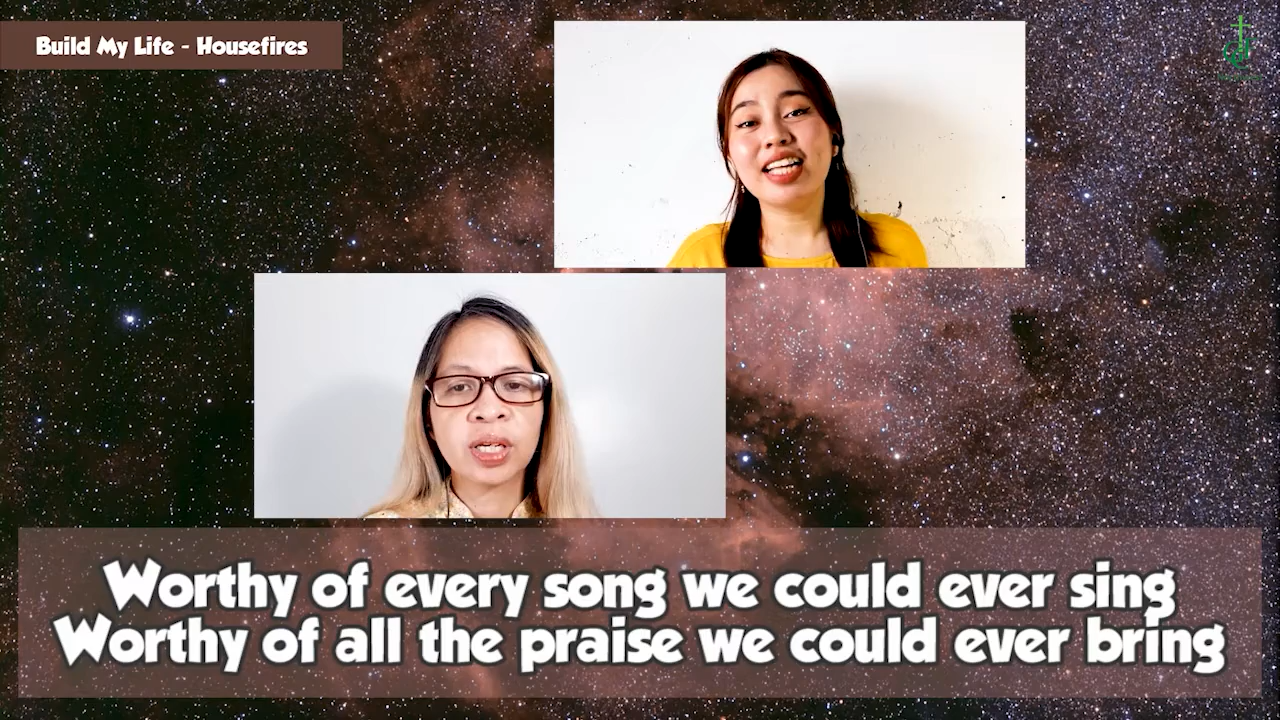 Build My Life - Housefires
Worthy of every song we could ever sing
Worthy of all the praise we could ever bring